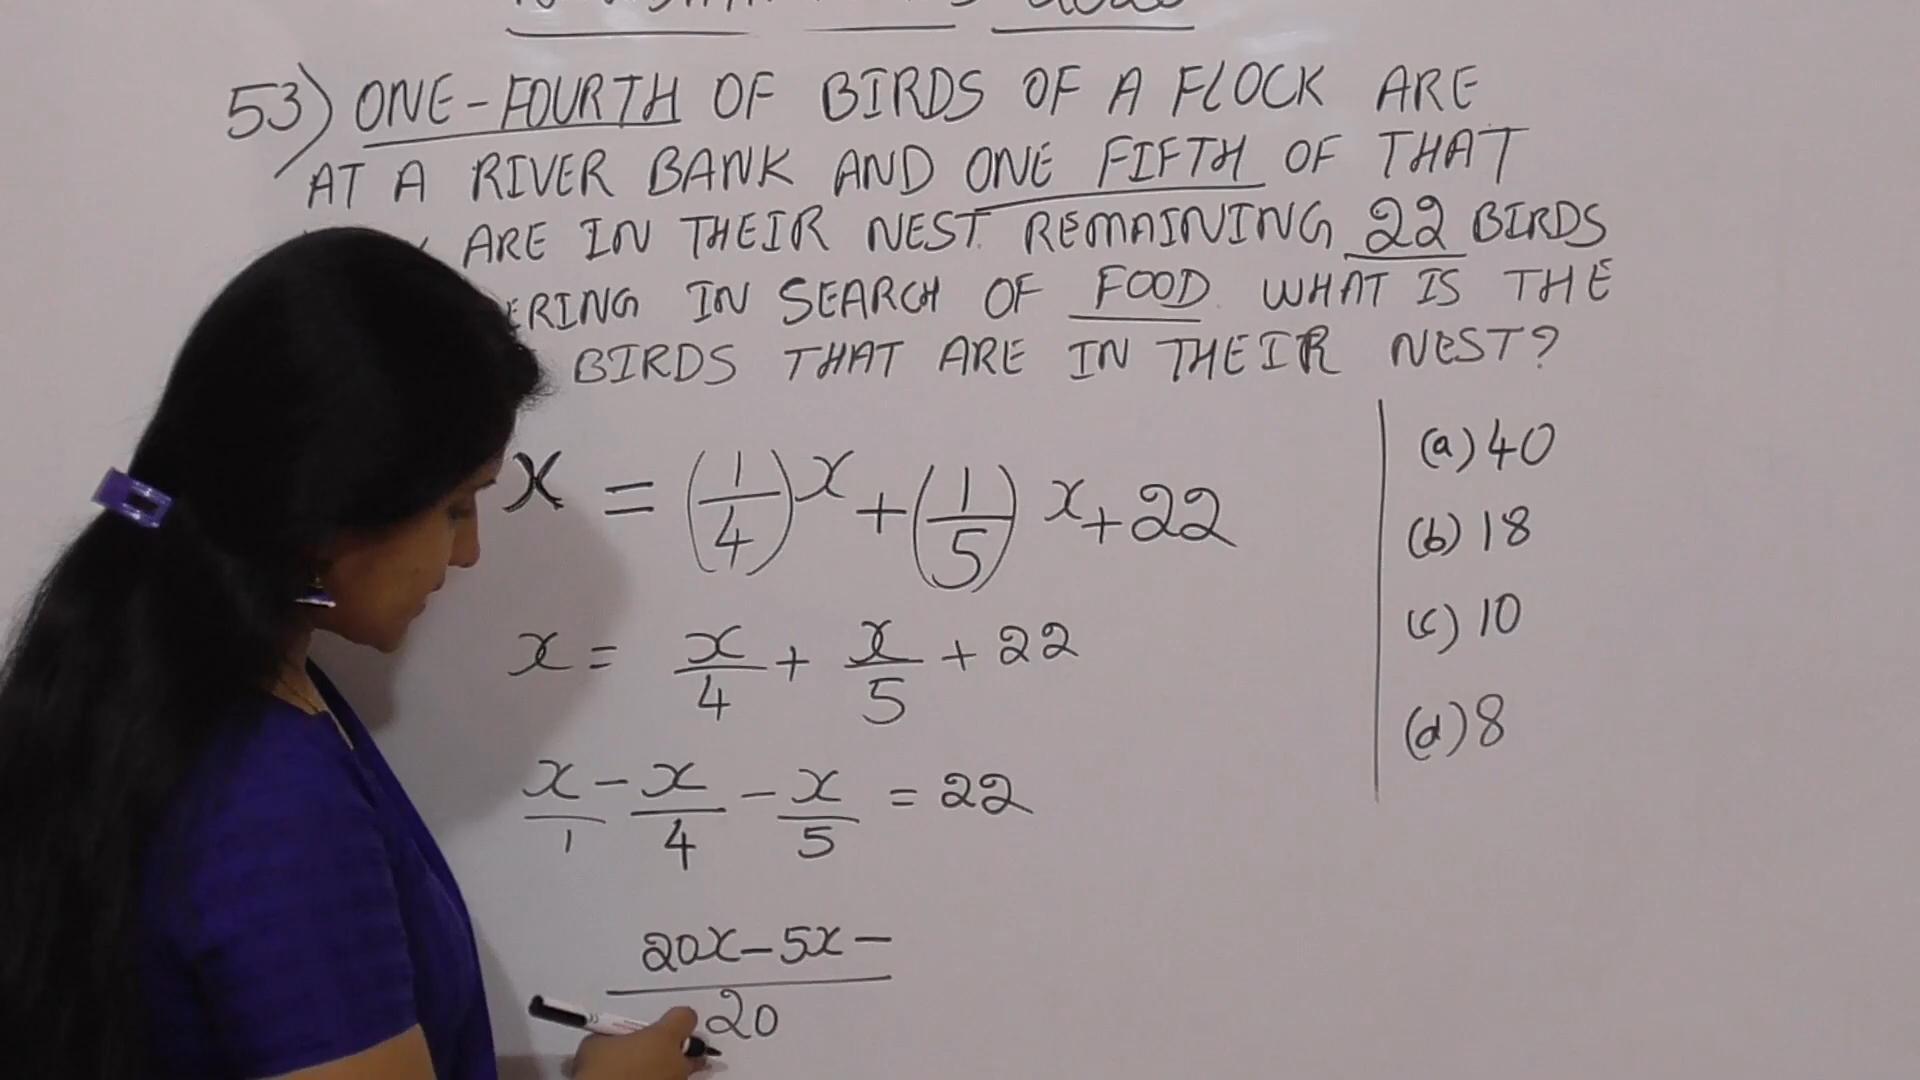 53) ONE-FOURTH OF BIRDS OF A FLOCK ARE
AT A RIVER BANK AND ONE FIFTH OF THAT
ARE IN THEIR NEST. REMAINING 22 BIRDS
ERING IN SEARCH OF FOOD. WHAT IS THE
BIRDS THAT ARE IN THEIR NEST?
x = (1/4)x + (1/5)x + 22
x = x/4 + x/5 + 22
x/1 - x/4 - x/5 = 22
20x - 5x -
20
(a) 40
(b) 18
(c) 10
(d) 8